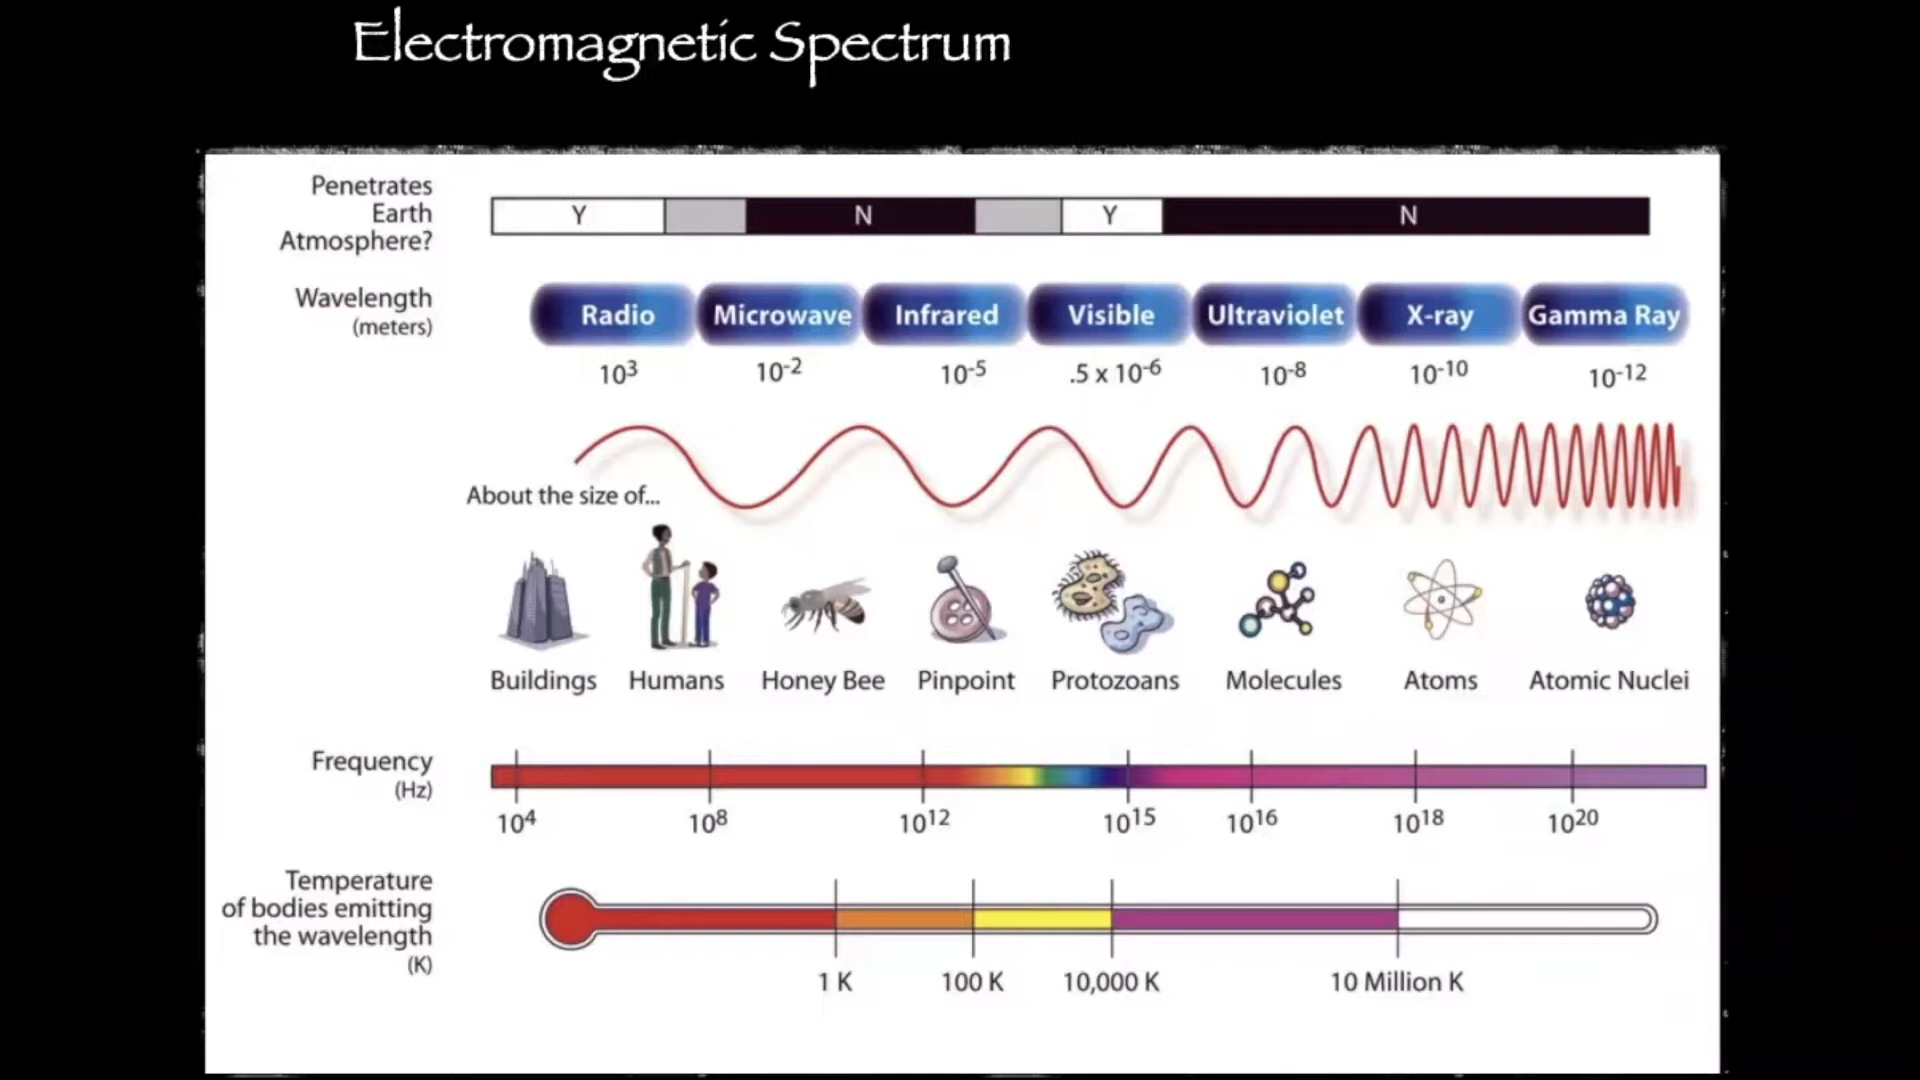 Electromagnetic Spectrum
Penetrates
Earth
Atmosphere?
Y N Y N
Wavelength
(meters)
Radio Microwave Infrared Visible Ultraviolet X-ray Gamma Ray
10³ 10⁻² 10⁻⁵ .5 x 10⁻⁶ 10⁻⁸ 10⁻¹⁰ 10⁻¹²
About the size of...
Buildings Humans Honey Bee Pinpoint Protozoans Molecules Atoms Atomic Nuclei
Frequency
(Hz)
10⁴ 10⁸ 10¹² 10¹⁵ 10¹⁶ 10¹⁸ 10²⁰
Temperature
of bodies emitting
the wavelength
(K)
1 K 100 K 10,000 K 10 Million K